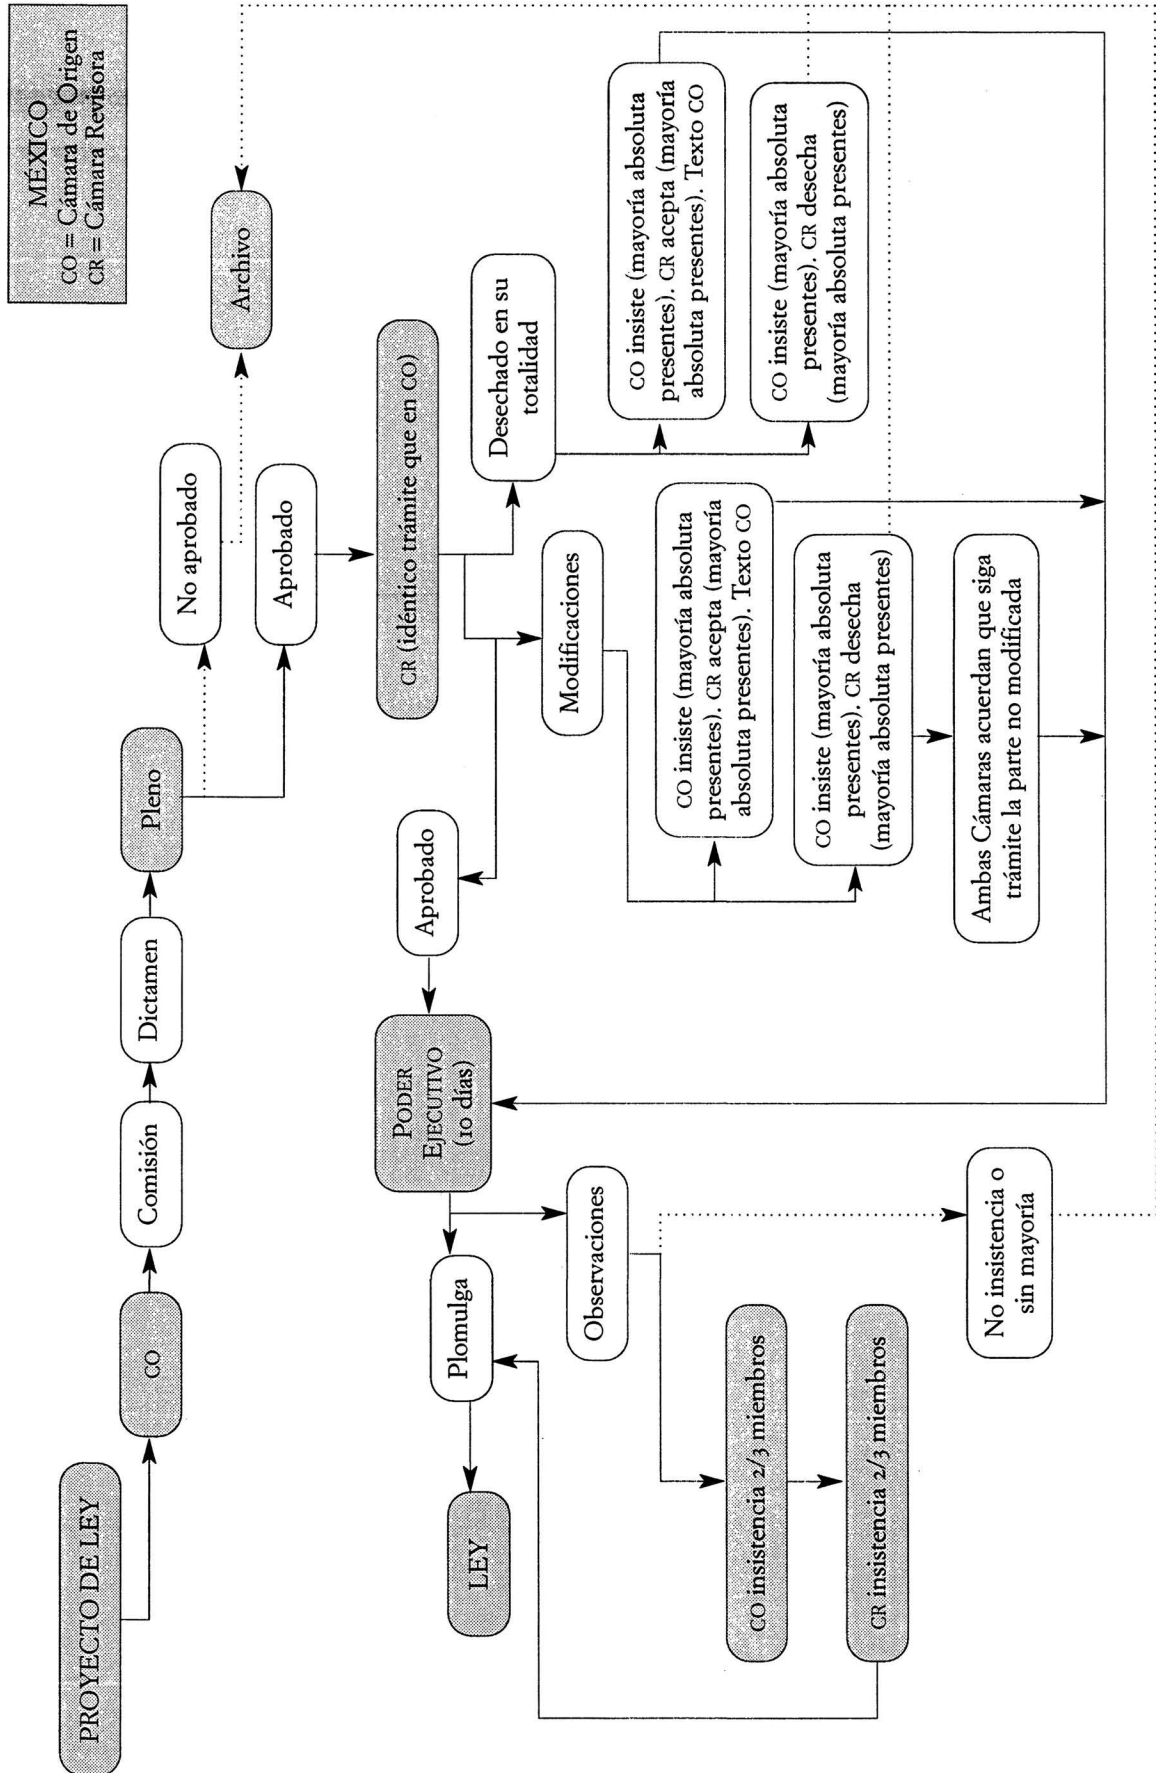 MÉXICO
CO = Cámara de Origen
CR = Cámara Revisora
PROYECTO DE LEY
CO
Comisión
Dictamen
Pleno
No aprobado
Aprobado
Archivo
CR (idéntico trámite que en CO)
Aprobado
Modificaciones
Desechado en su
totalidad
CO insiste (mayoría absoluta
presentes). CR acepta (mayoría
absoluta presentes). Texto CO
CO insiste (mayoría absoluta
presentes). CR desecha
(mayoría absoluta presentes)
CO insiste (mayoría absoluta
presentes). CR acepta (mayoría
absoluta presentes). Texto CO
CO insiste (mayoría absoluta
presentes). CR desecha
(mayoría absoluta presentes)
Ambas Cámaras acuerdan que siga
trámite la parte no modificada
PODER
EJECUTIVO
(10 días)
Plomulga
LEY
Observaciones
CO insistencia 2/3 miembros
CR insistencia 2/3 miembros
No insistencia o
sin mayoría